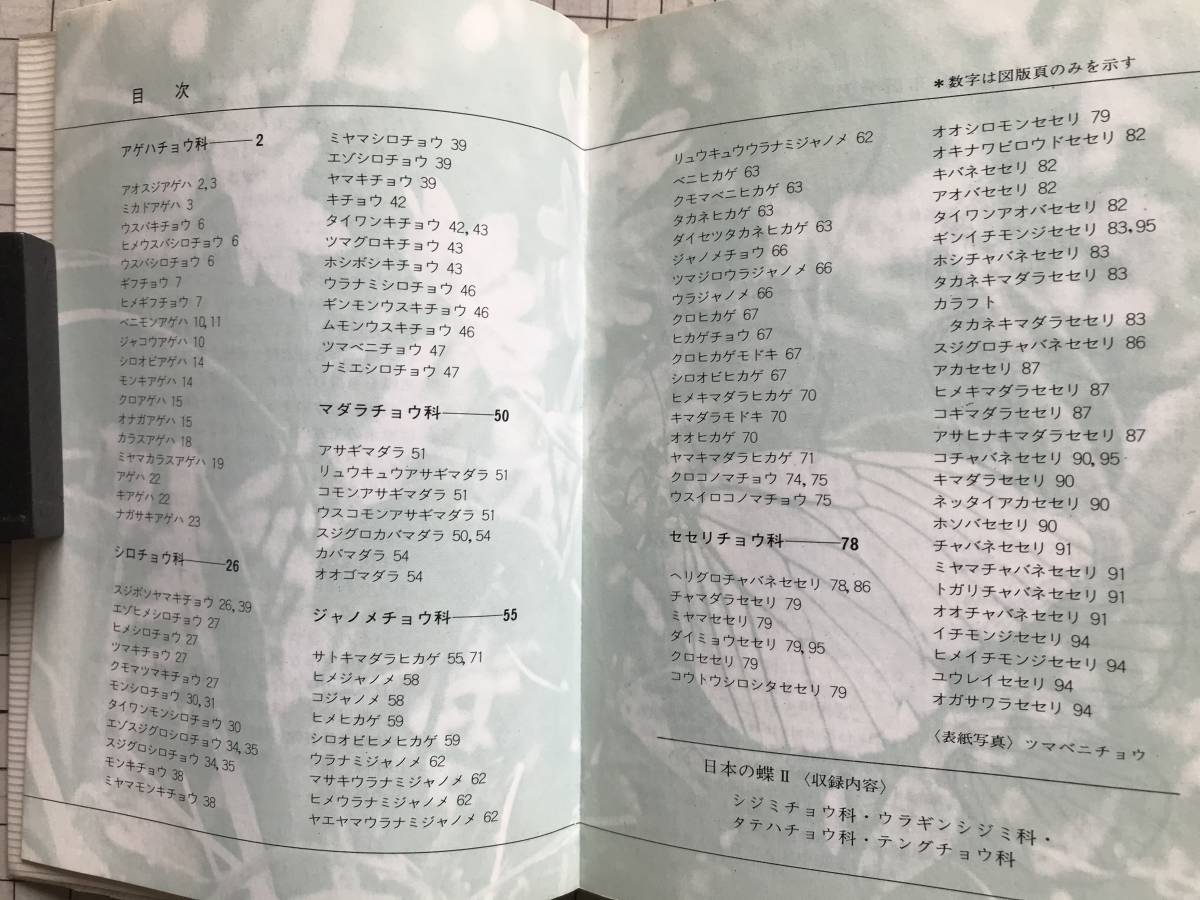 目 次
アゲハチョウ科——2
アオスジアゲハ 2,3
ミカドアゲハ 3
ウスバキチョウ 6
ヒメウスバシロチョウ 6
ウスバシロチョウ 6
ギフチョウ 7
ヒメギフチョウ 7
ベニモンアゲハ 10,11
ジャコウアゲハ 10
シロオビアゲハ 14
モンキアゲハ 14
クロアゲハ 15
オナガアゲハ 15
カラスアゲハ 18
ミヤマカラスアゲハ 19
アゲハ 22
キアゲハ 22
ナガサキアゲハ 23
シロチョウ科——26
スジボソヤマキチョウ 26,39
エゾヒメシロチョウ 27
ヒメシロチョウ 27
ツマキチョウ 27
クモマツマキチョウ 27
モンシロチョウ 30,31
タイワンモンシロチョウ 30
エゾスジグロシロチョウ 34,35
スジグロシロチョウ 34,35
モンキチョウ 38
ミヤマモンキチョウ 38
ミヤマシロチョウ 39
エゾシロチョウ 39
ヤマキチョウ 39
キチョウ 42
タイワンキチョウ 42,43
ツマグロキチョウ 43
ホシボシキチョウ 43
ウラナミシロチョウ 46
ギンモンウスキチョウ 46
ムモンウスキチョウ 46
ツマベニチョウ 47
ナミエシロチョウ 47
マダラチョウ科——50
アサギマダラ 51
リュウキュウアサギマダラ 51
コモンアサギマダラ 51
ウスコモンアサギマダラ 51
スジグロカバマダラ 50,54
カバマダラ 54
オオゴマダラ 54
ジャノメチョウ科——55
サトキマダラヒカゲ 55,71
ヒメジャノメ 58
コジャノメ 58
ヒメヒカゲ 59
シロオビヒメヒカゲ 59
ウラナミジャノメ 62
マサキウラナミジャノメ 62
ヒメウラナミジャノメ 62
ヤエヤマウラナミジャノメ 62
＊数字は図版頁のみを示す
リュウキュウウラナミジャノメ 62
ベニヒカゲ 63
クモマベニヒカゲ 63
タカネヒカゲ 63
ダイセツタカネヒカゲ 63
ジャノメチョウ 66
ツマジロウラジャノメ 66
ウラジャノメ 66
クロヒカゲ 67
ヒカゲチョウ 67
クロヒカゲモドキ 67
シロオビヒカゲ 67
ヒメキマダラヒカゲ 70
キマダラモドキ 70
オオヒカゲ 70
ヤマキマダラヒカゲ 71
クロコノマチョウ 74,75
ウスイロコノマチョウ 75
セセリチョウ科——78
ヘリグロチャバネセセリ 78,86
チャマダラセセリ 79
ミヤマセセリ 79
ダイミョウセセリ 79,95
クロセセリ 79
コウトウシロシタセセリ 79
オオシロモンセセリ 79
オキナワビロウドセセリ 82
キバネセセリ 82
アオバセセリ 82
タイワンアオバセセリ 82
ギンイチモンジセセリ 83,95
ホシチャバネセセリ 83
タカネキマダラセセリ 83
カラフト
タカネキマダラセセリ 83
スジグロチャバネセセリ 86
アカセセリ 87
ヒメキマダラセセリ 87
コキマダラセセリ 87
アサヒナキマダラセセリ 87
コチャバネセセリ 90,95
キマダラセセリ 90
ネッタイアカセセリ 90
ホソバセセリ 90
チャバネセセリ 91
ミヤマチャバネセセリ 91
トガリチャバネセセリ 91
オオチャバネセセリ 91
イチモンジセセリ 94
ヒメイチモンジセセリ 94
ユウレイセセリ 94
オガサワラセセリ 94
〈表紙写真〉ツマベニチョウ
日本の蝶Ⅱ〈収録内容〉
シジミチョウ科・ウラギンシジミ科・
タテハチョウ科・テングチョウ科